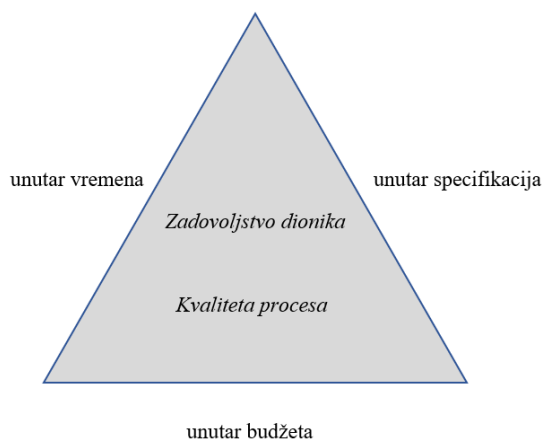 unutar vremena
unutar specifikacija
Zadovoljstvo dionika
Kvaliteta procesa
unutar budžeta